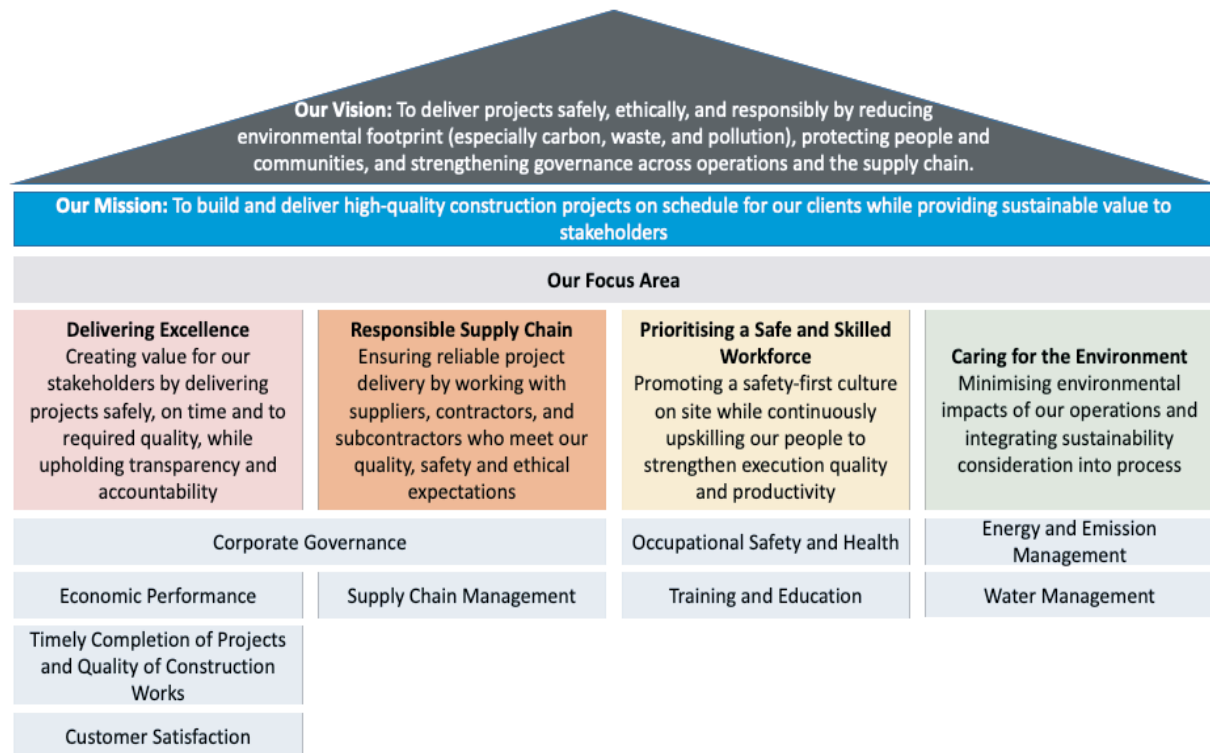 Our Vision: To deliver projects safely, ethically, and responsibly by reducing
environmental footprint (especially carbon, waste, and pollution), protecting people and
communities, and strengthening governance across operations and the supply chain.
Our Mission: To build and deliver high-quality construction projects on schedule for our clients while providing sustainable value to
stakeholders
Our Focus Area
Delivering Excellence
Creating value for our
stakeholders by delivering
projects safely, on time and to
required quality, while
upholding transparency and
accountability
Responsible Supply Chain
Ensuring reliable project
delivery by working with
suppliers, contractors, and
subcontractors who meet our
quality, safety and ethical
expectations
Prioritising a Safe and Skilled
Workforce
Promoting a safety-first culture
on site while continuously
upskilling our people to
strengthen execution quality
and productivity
Caring for the Environment
Minimising environmental
impacts of our operations and
integrating sustainability
consideration into process
Corporate Governance
Occupational Safety and Health
Energy and Emission
Management
Economic Performance
Supply Chain Management
Training and Education
Water Management
Timely Completion of Projects
and Quality of Construction
Works
Customer Satisfaction